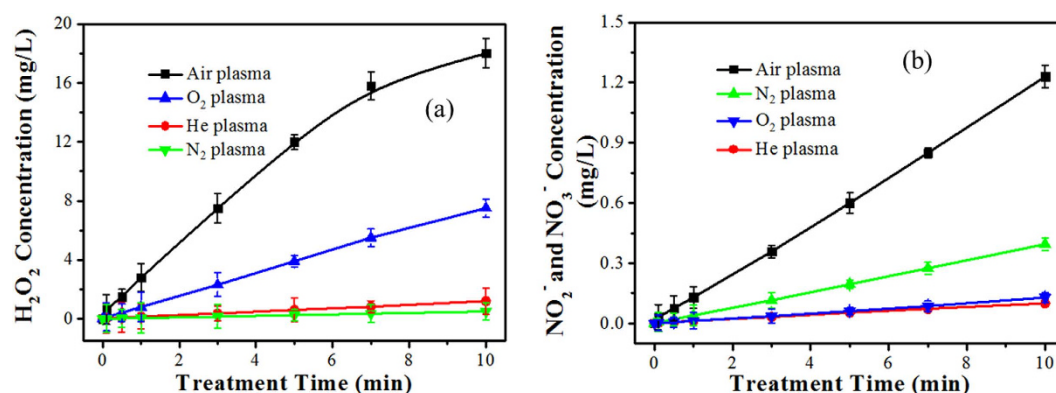 20
16
12
8
4
0
H₂O₂ Concentration (mg/L)
Air plasma
O₂ plasma
He plasma
N₂ plasma
(a)
0 2 4 6 8 10
Treatment Time (min)
1.5
1.2
0.9
0.6
0.3
0.0
NO₂⁻ and NO₃⁻ Concentration
(mg/L)
(b)
Air plasma
N₂ plasma
O₂ plasma
He plasma
0 2 4 6 8 10
Treatment Time (min)